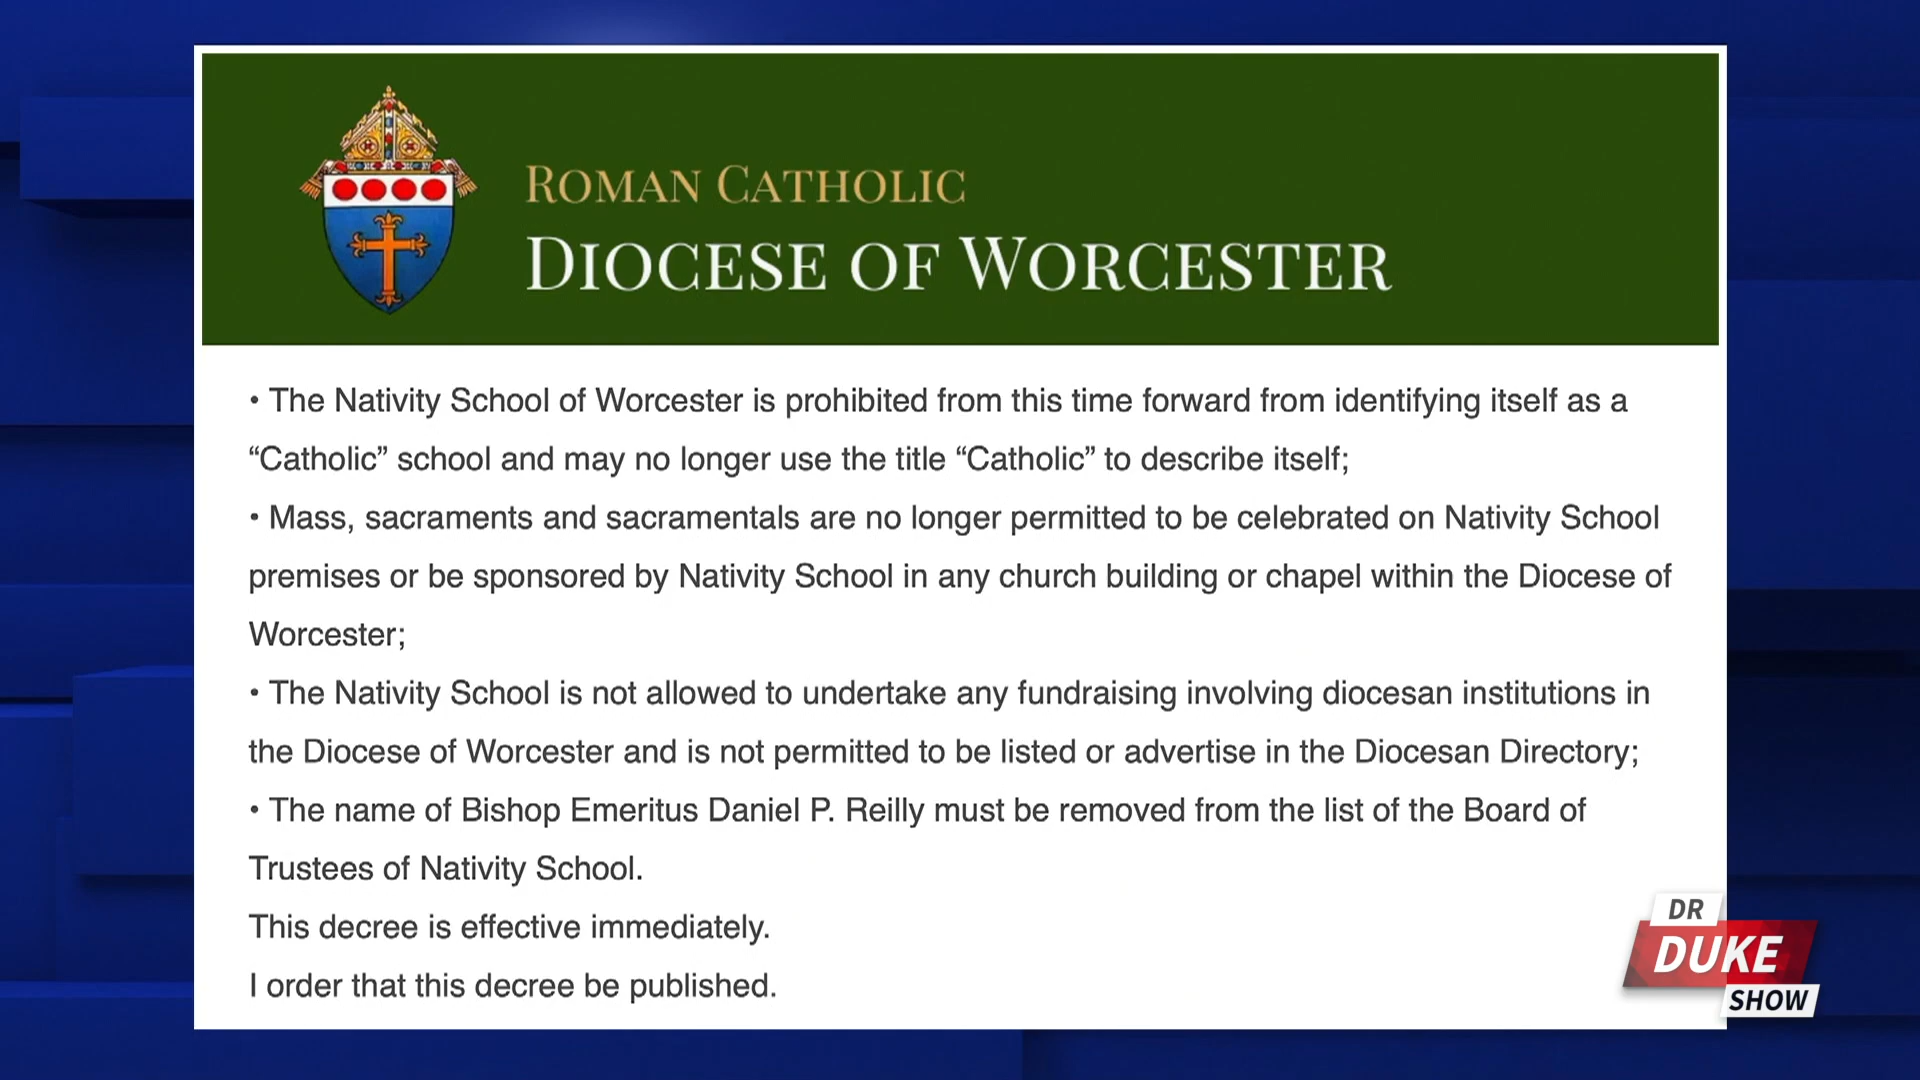 ROMAN CATHOLIC
DIOCESE OF WORCESTER
• The Nativity School of Worcester is prohibited from this time forward from identifying itself as a
“Catholic” school and may no longer use the title “Catholic” to describe itself;
• Mass, sacraments and sacramentals are no longer permitted to be celebrated on Nativity School
premises or be sponsored by Nativity School in any church building or chapel within the Diocese of
Worcester;
• The Nativity School is not allowed to undertake any fundraising involving diocesan institutions in
the Diocese of Worcester and is not permitted to be listed or advertise in the Diocesan Directory;
• The name of Bishop Emeritus Daniel P. Reilly must be removed from the list of the Board of
Trustees of Nativity School.
This decree is effective immediately.
I order that this decree be published.
DR
DUKE
SHOW